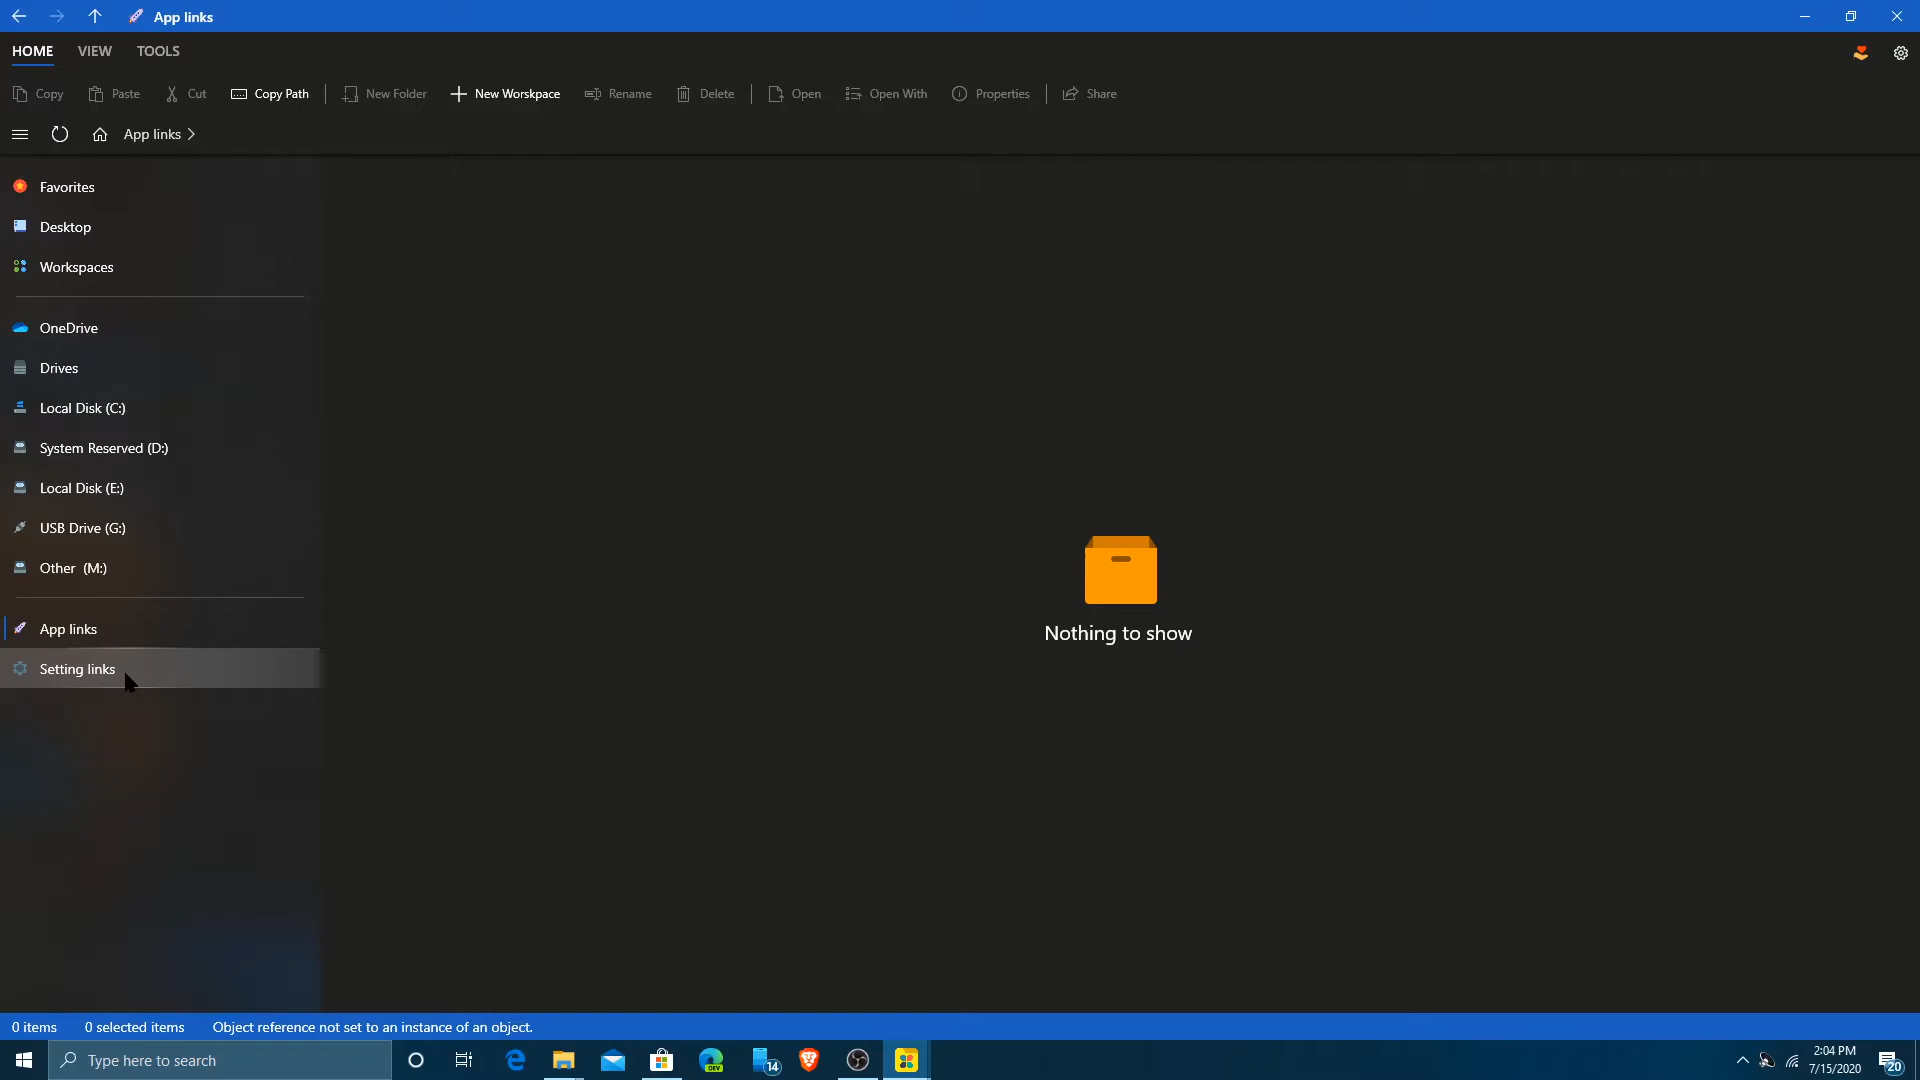 App links
HOME VIEW TOOLS
Copy Paste Cut Copy Path New Folder New Worskpace Rename Delete Open Open With Properties Share
App links
Favorites
Desktop
Workspaces
OneDrive
Drives
Local Disk (C:)
System Reserved (D:)
Local Disk (E:)
USB Drive (G:)
Other (M:)
App links
Setting links
Nothing to show
0 items 0 selected items Object reference not set to an instance of an object.
Type here to search
DEV
14
2:04 PM
7/15/2020
20